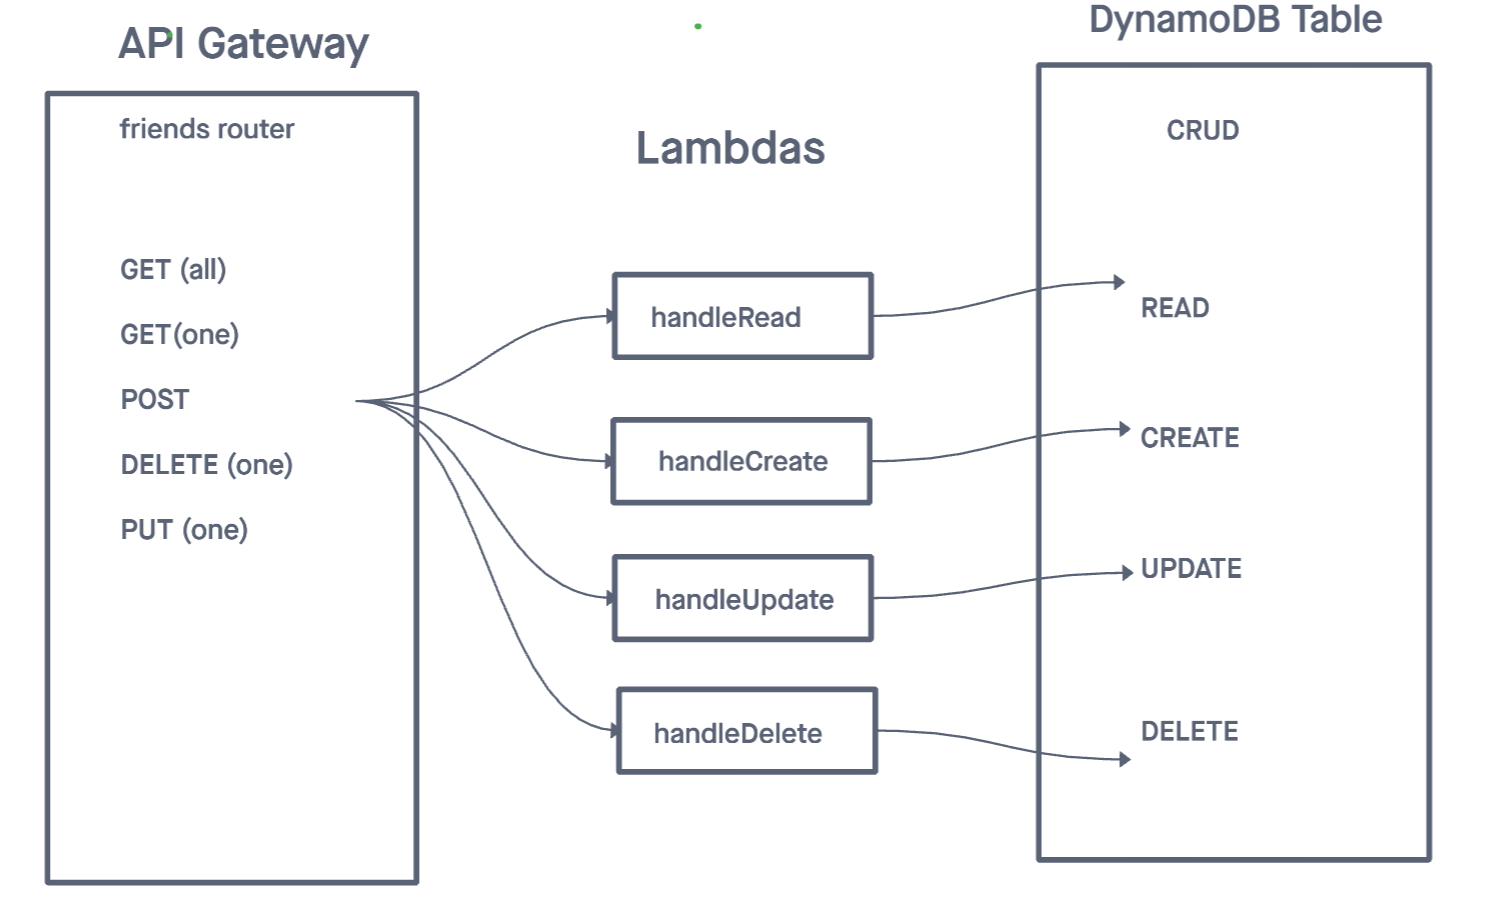 API Gateway
friends router
GET (all)
GET(one)
POST
DELETE (one)
PUT (one)
Lambdas
handleRead
handleCreate
handleUpdate
handleDelete
DynamoDB Table
CRUD
READ
CREATE
UPDATE
DELETE